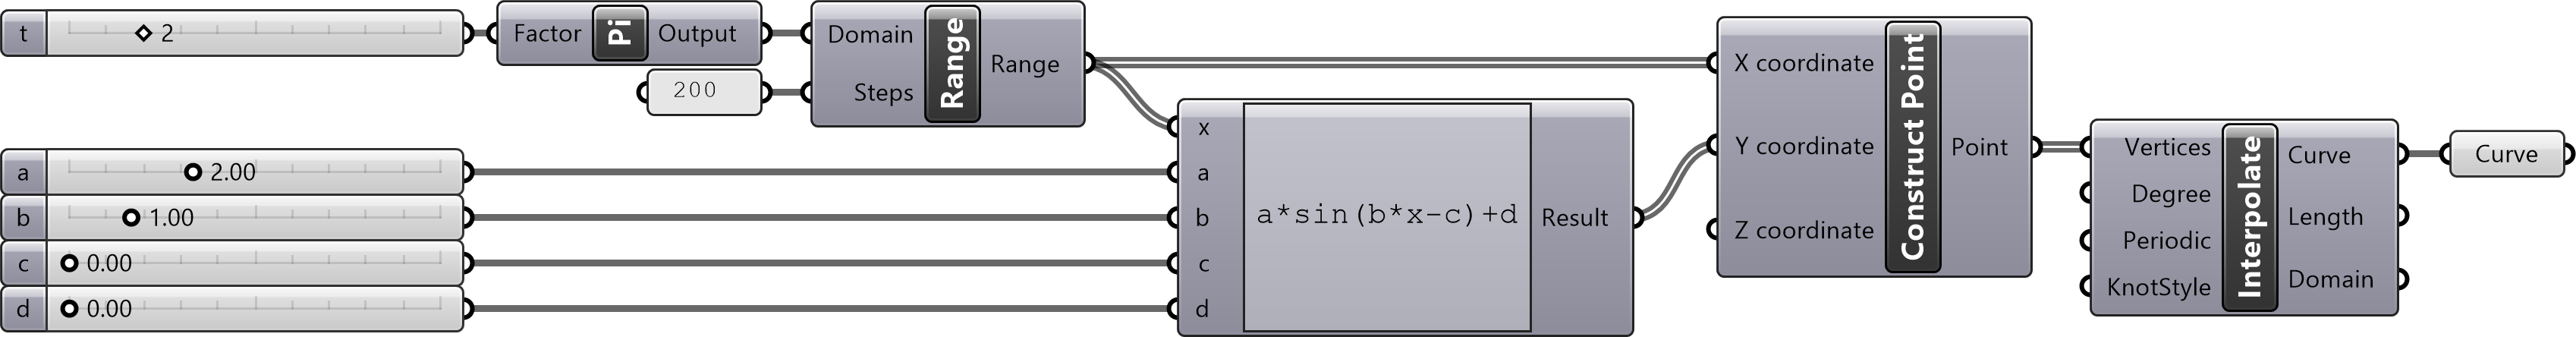 t 2
Factor Pi Output
200
Domain Steps Range Range
a 2.00
b 1.00
c 0.00
d 0.00
x
a
b
c
d
a*sin(b*x-c)+d
Result
X coordinate
Y coordinate
Z coordinate
Construct Point
Point
Vertices
Degree
Periodic
KnotStyle
Interpolate
Curve
Length
Domain
Curve